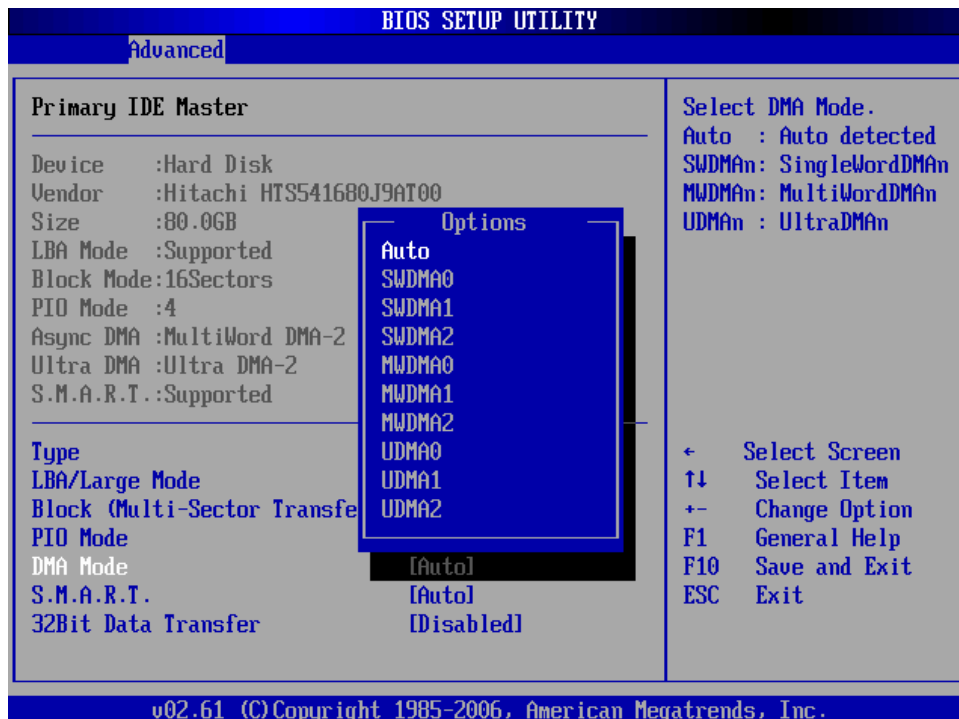 BIOS SETUP UTILITY
Advanced
Primary IDE Master
Device :Hard Disk
Vendor :Hitachi HTS541680J9AT00
Size :80.0GB
LBA Mode :Supported
Block Mode:16Sectors
PIO Mode :4
Async DMA :MultiWord DMA-2
Ultra DMA :Ultra DMA-2
S.M.A.R.T.:Supported
Type
LBA/Large Mode
Block (Multi-Sector Transfe
PIO Mode
DMA Mode [Auto]
S.M.A.R.T. [Auto]
32Bit Data Transfer [Disabled]
Options
Auto
SWDMA0
SWDMA1
SWDMA2
MWDMA0
MWDMA1
MWDMA2
UDMA0
UDMA1
UDMA2
Select DMA Mode.
Auto : Auto detected
SWDMAn: SingleWordDMAn
MWDMAn: MultiWordDMAn
UDMAn : UltraDMAn
← Select Screen
↑↓ Select Item
+- Change Option
F1 General Help
F10 Save and Exit
ESC Exit
v02.61 (C)Copyright 1985-2006, American Megatrends, Inc.